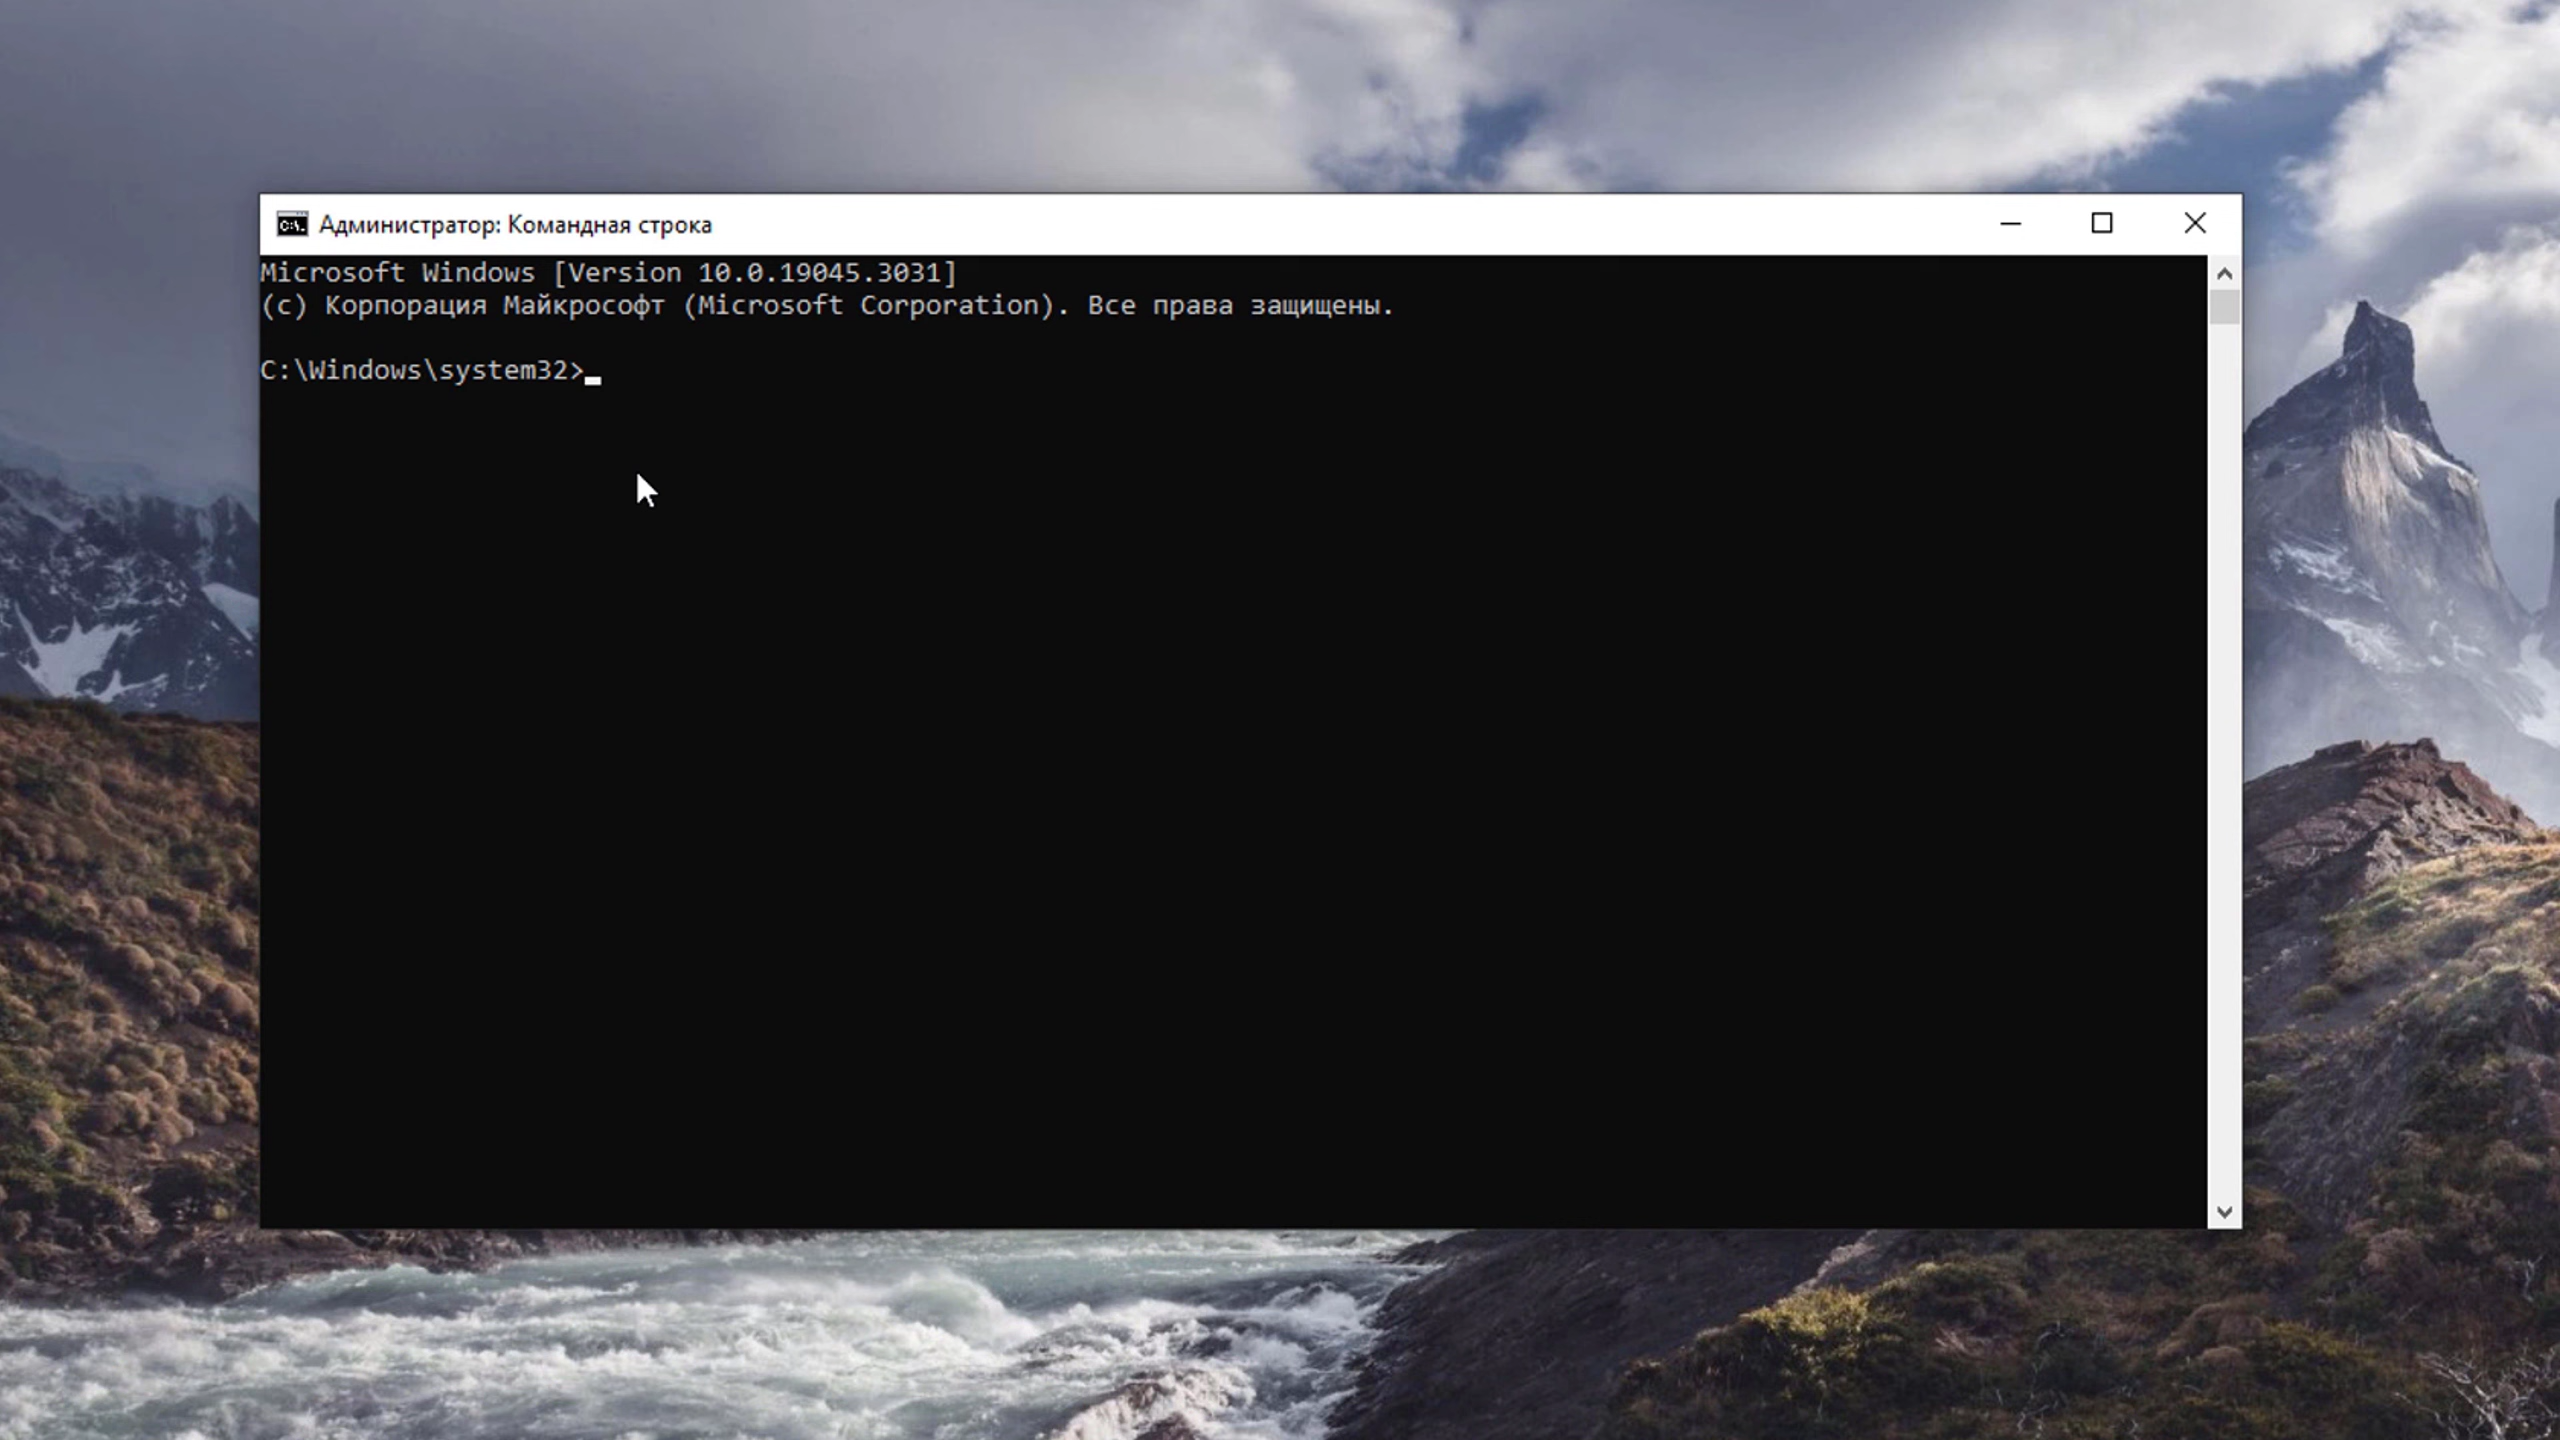 Администратор: Командная строка
Microsoft Windows [Version 10.0.19045.3031]
(c) Корпорация Майкрософт (Microsoft Corporation). Все права защищены.
C:\Windows\system32>